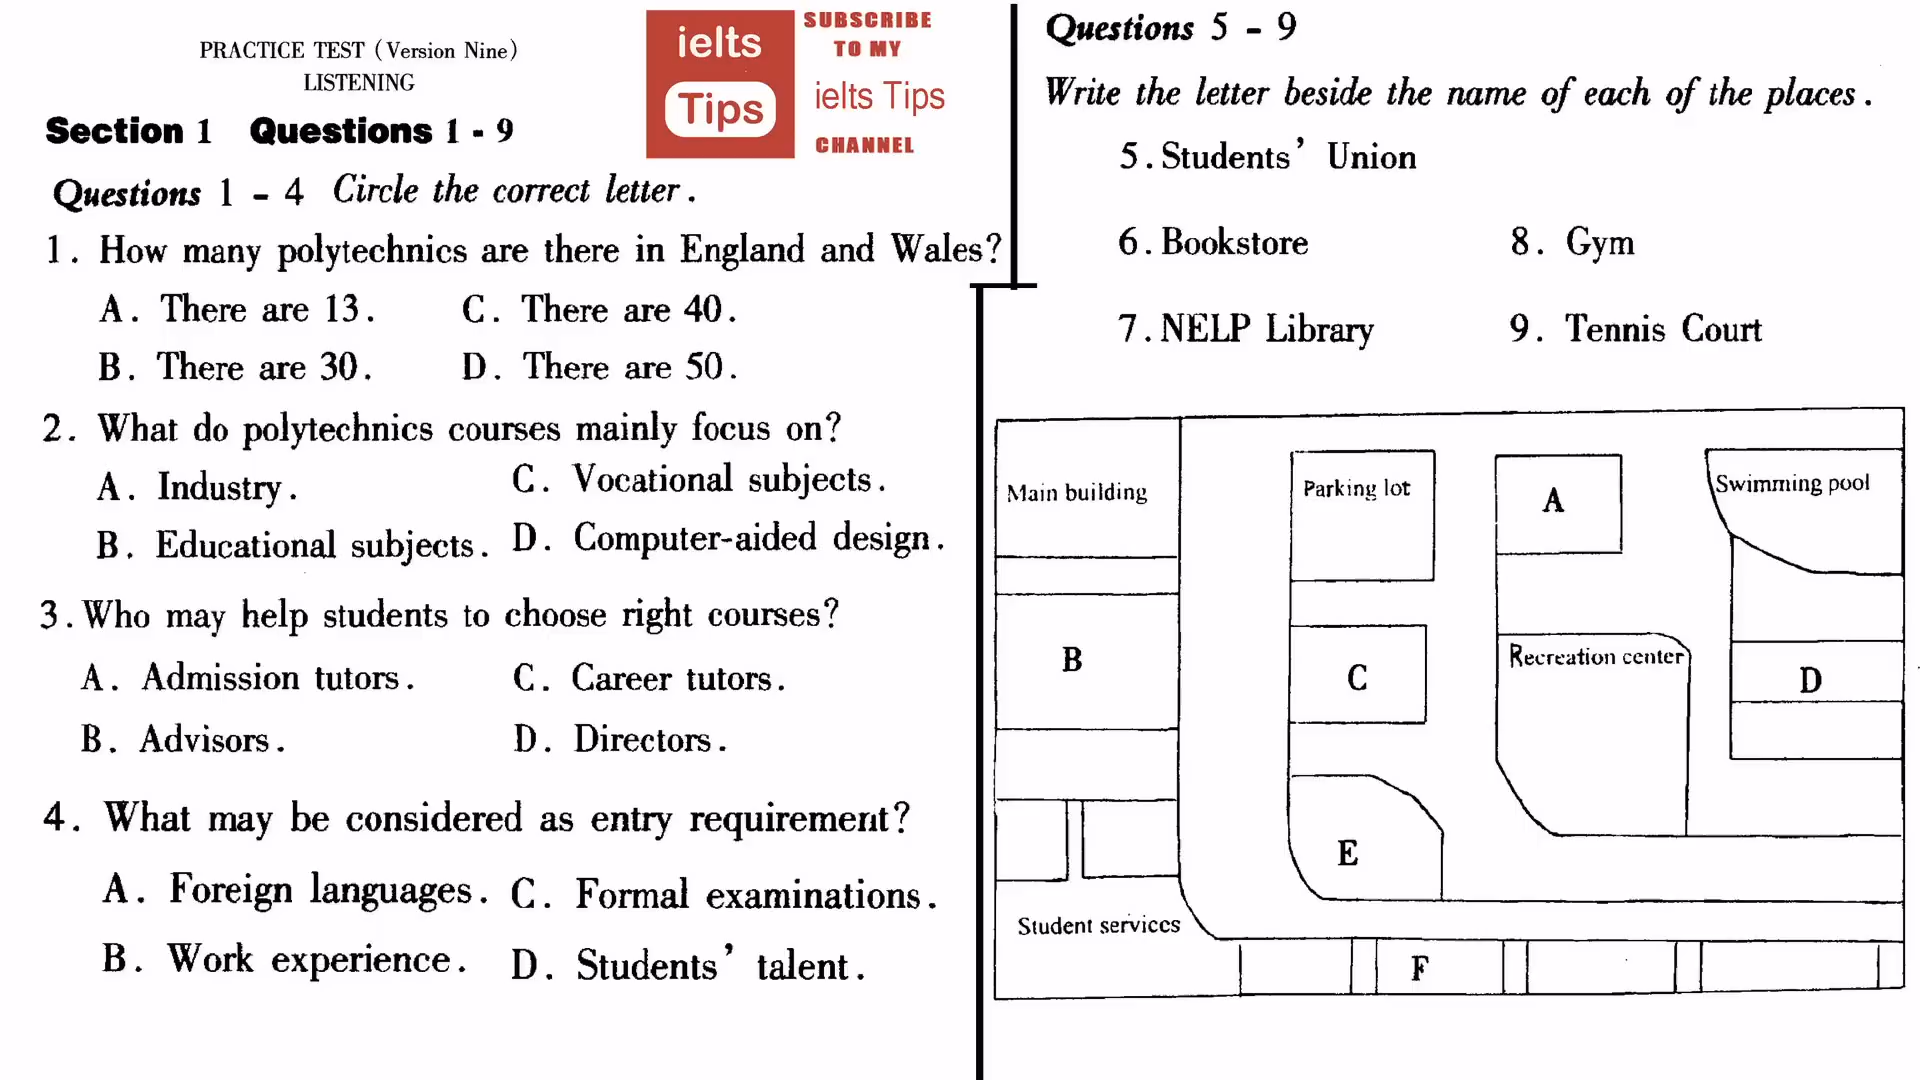 PRACTICE TEST (Version Nine)
LISTENING
Section 1 Questions 1 - 9
Questions 1 - 4 Circle the correct letter.
1. How many polytechnics are there in England and Wales?
A. There are 13. C. There are 40.
B. There are 30. D. There are 50.
2. What do polytechnics courses mainly focus on?
A. Industry. C. Vocational subjects.
B. Educational subjects. D. Computer-aided design.
3. Who may help students to choose right courses?
A. Admission tutors. C. Career tutors.
B. Advisors. D. Directors.
4. What may be considered as entry requirement?
A. Foreign languages. C. Formal examinations.
B. Work experience. D. Students' talent.
ielts
Tips
SUBSCRIBE
TO MY
ielts Tips
CHANNEL
Questions 5 - 9
Write the letter beside the name of each of the places.
5. Students' Union
6. Bookstore 8. Gym
7. NELP Library 9. Tennis Court
Main building Parking lot A Swimming pool
B C Recreation center D
E
Student services
F